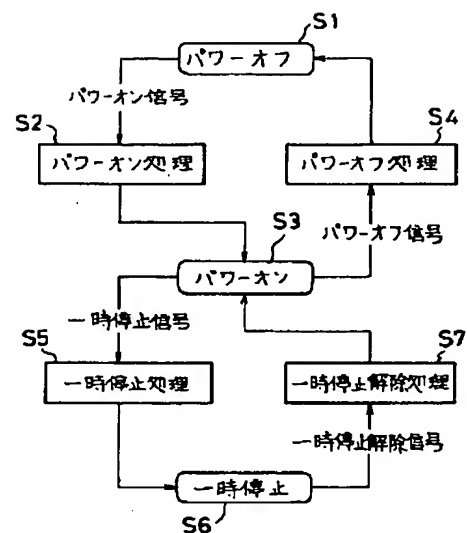 S1
パワーオフ
パワーオン信号
S2
パワーオン処理
S4
パワーオフ処理
パワーオフ信号
S3
パワーオン
一時停止信号
S5
一時停止処理
S7
一時停止解除処理
一時停止解除信号
一時停止
S6